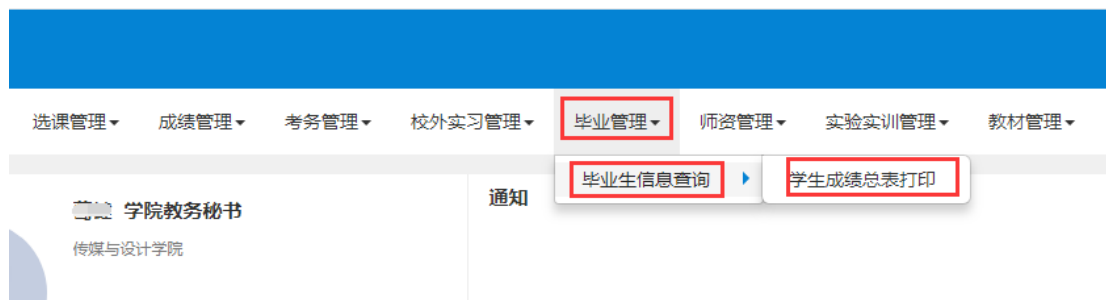 选课管理 成绩管理 考务管理 校外实习管理 毕业管理 师资管理 实验实训管理 教材管理
毕业生信息查询 学生成绩总表打印
通知
学院教务秘书
传媒与设计学院